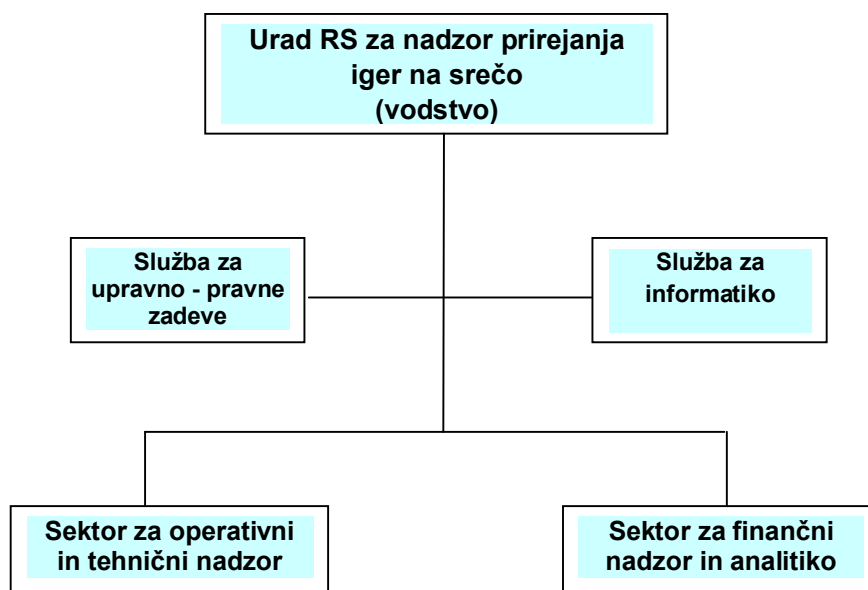 Urad RS za nadzor prirejanja
iger na srečo
(vodstvo)
Služba za
upravno - pravne
zadeve
Služba za
informatiko
Sektor za operativni
in tehnični nadzor
Sektor za finančni
nadzor in analitiko